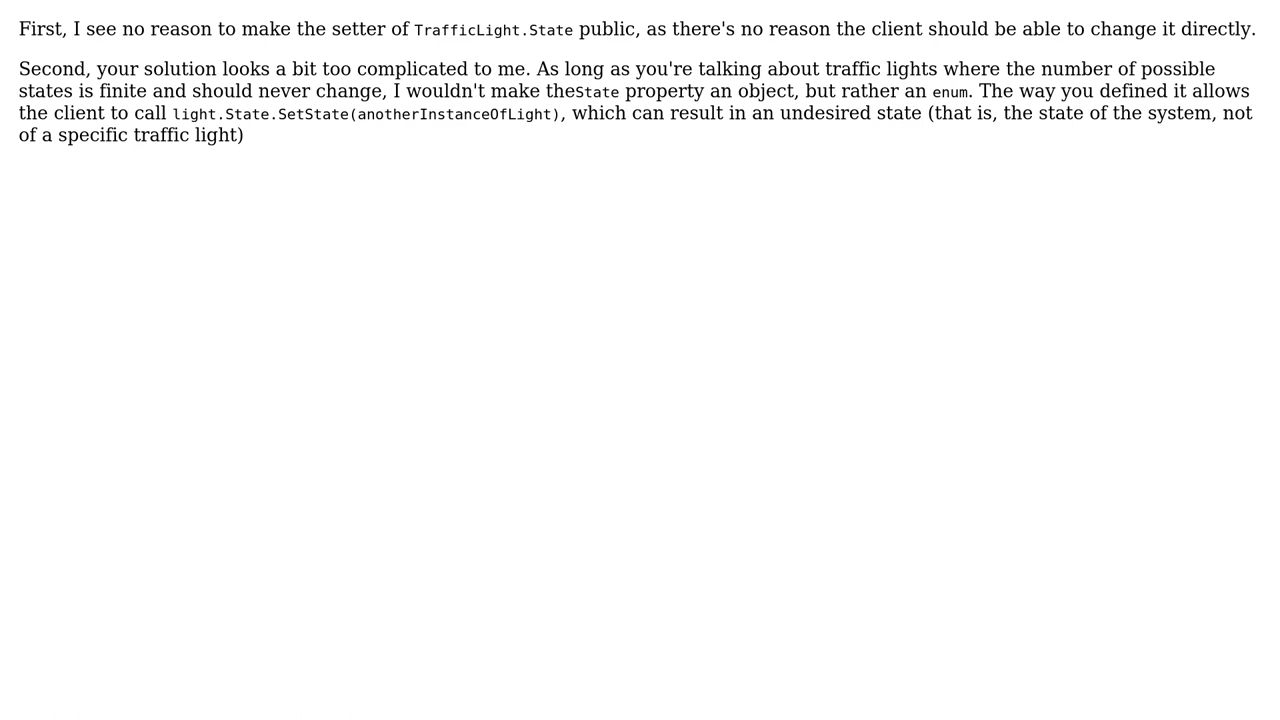 First, I see no reason to make the setter of TrafficLight.State public, as there's no reason the client should be able to change it directly.
Second, your solution looks a bit too complicated to me. As long as you're talking about traffic lights where the number of possible
states is finite and should never change, I wouldn't make theState property an object, but rather an enum. The way you defined it allows
the client to call light.State.SetState(anotherInstanceOfLight), which can result in an undesired state (that is, the state of the system, not
of a specific traffic light)